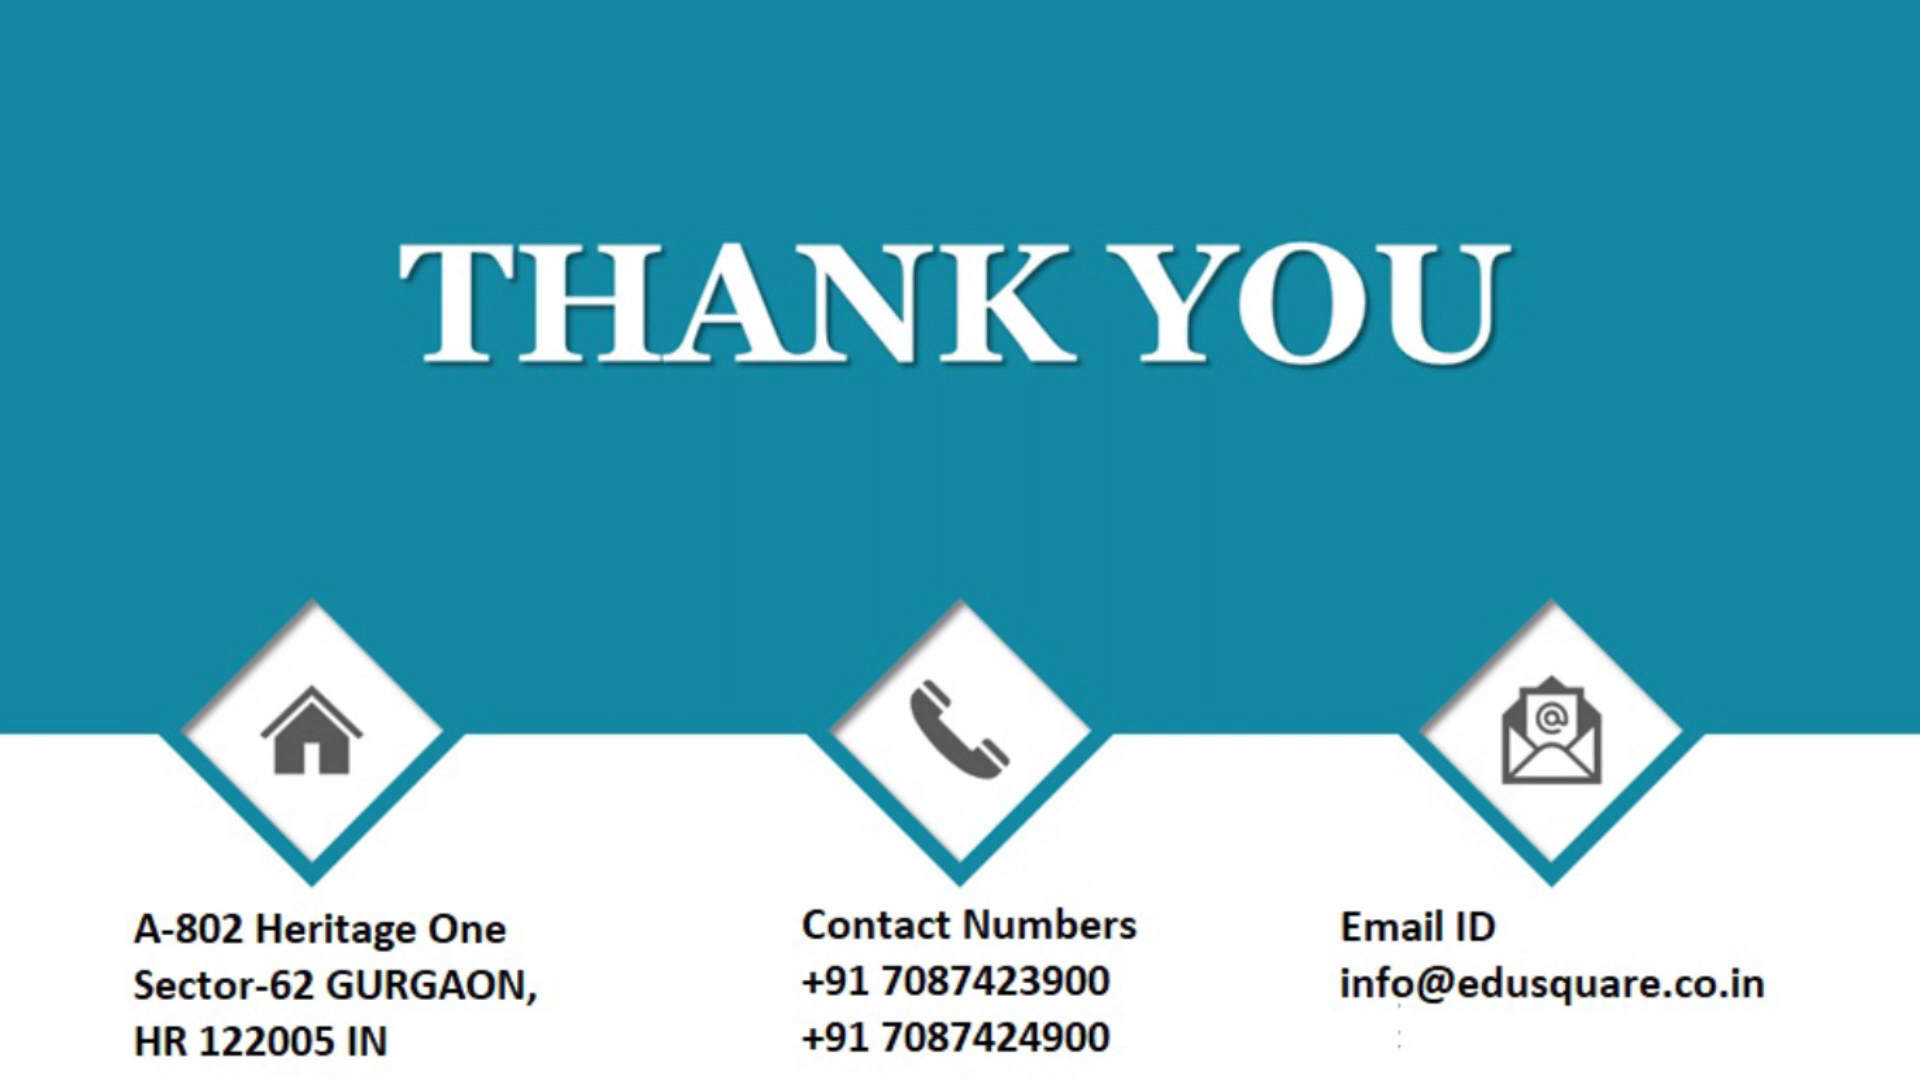 THANK YOU
A-802 Heritage One
Sector-62 GURGAON,
HR 122005 IN
Contact Numbers
+91 7087423900
+91 7087424900
Email ID
info@edusquare.co.in